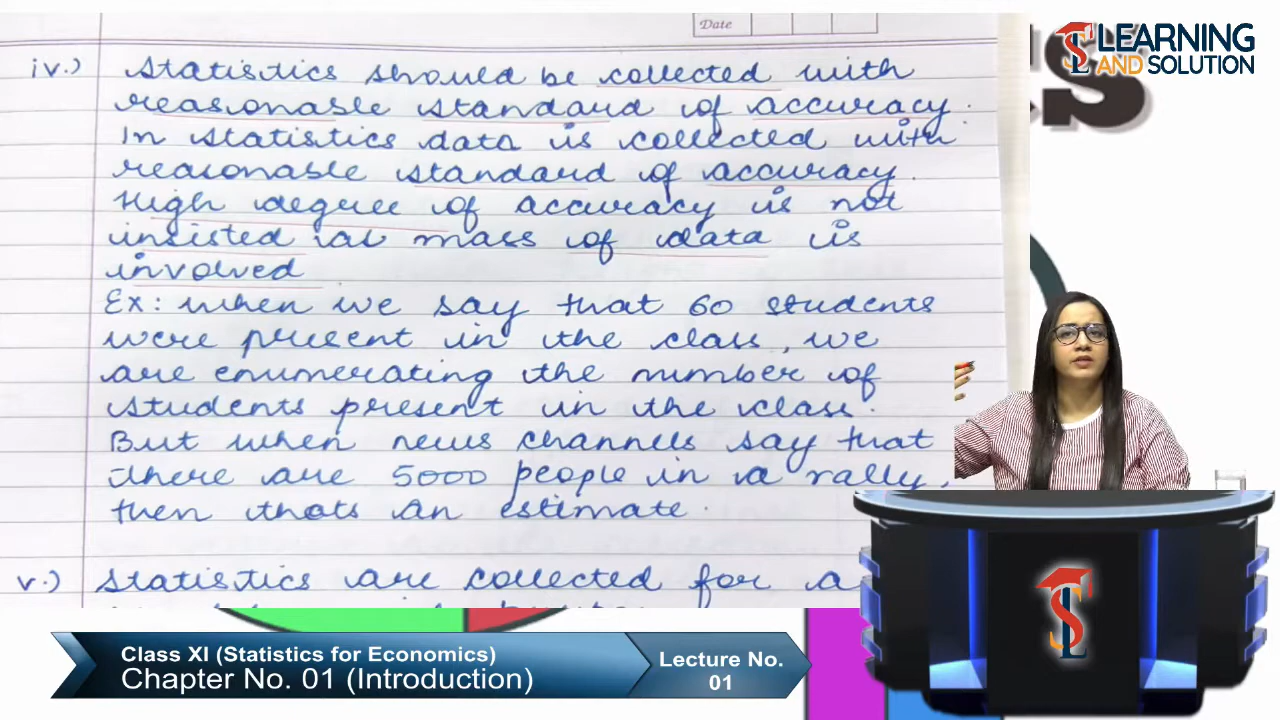 Date
LEARNING
AND SOLUTION
iv.) Statistics should be collected with
reasonable standard of accuracy.
In statistics data is collected with
reasonable standard of accuracy.
High degree of accuracy is not
insisted as mass of data is
involved
Ex: when we say that 60 students
were present in the class, we
are enumerating the number of
students present in the class.
But when news channels say that
there are 5000 people in a rally,
then thats an estimate.
v.) Statistics are collected for a
Class XI (Statistics for Economics)
Chapter No. 01 (Introduction)
Lecture No.
01